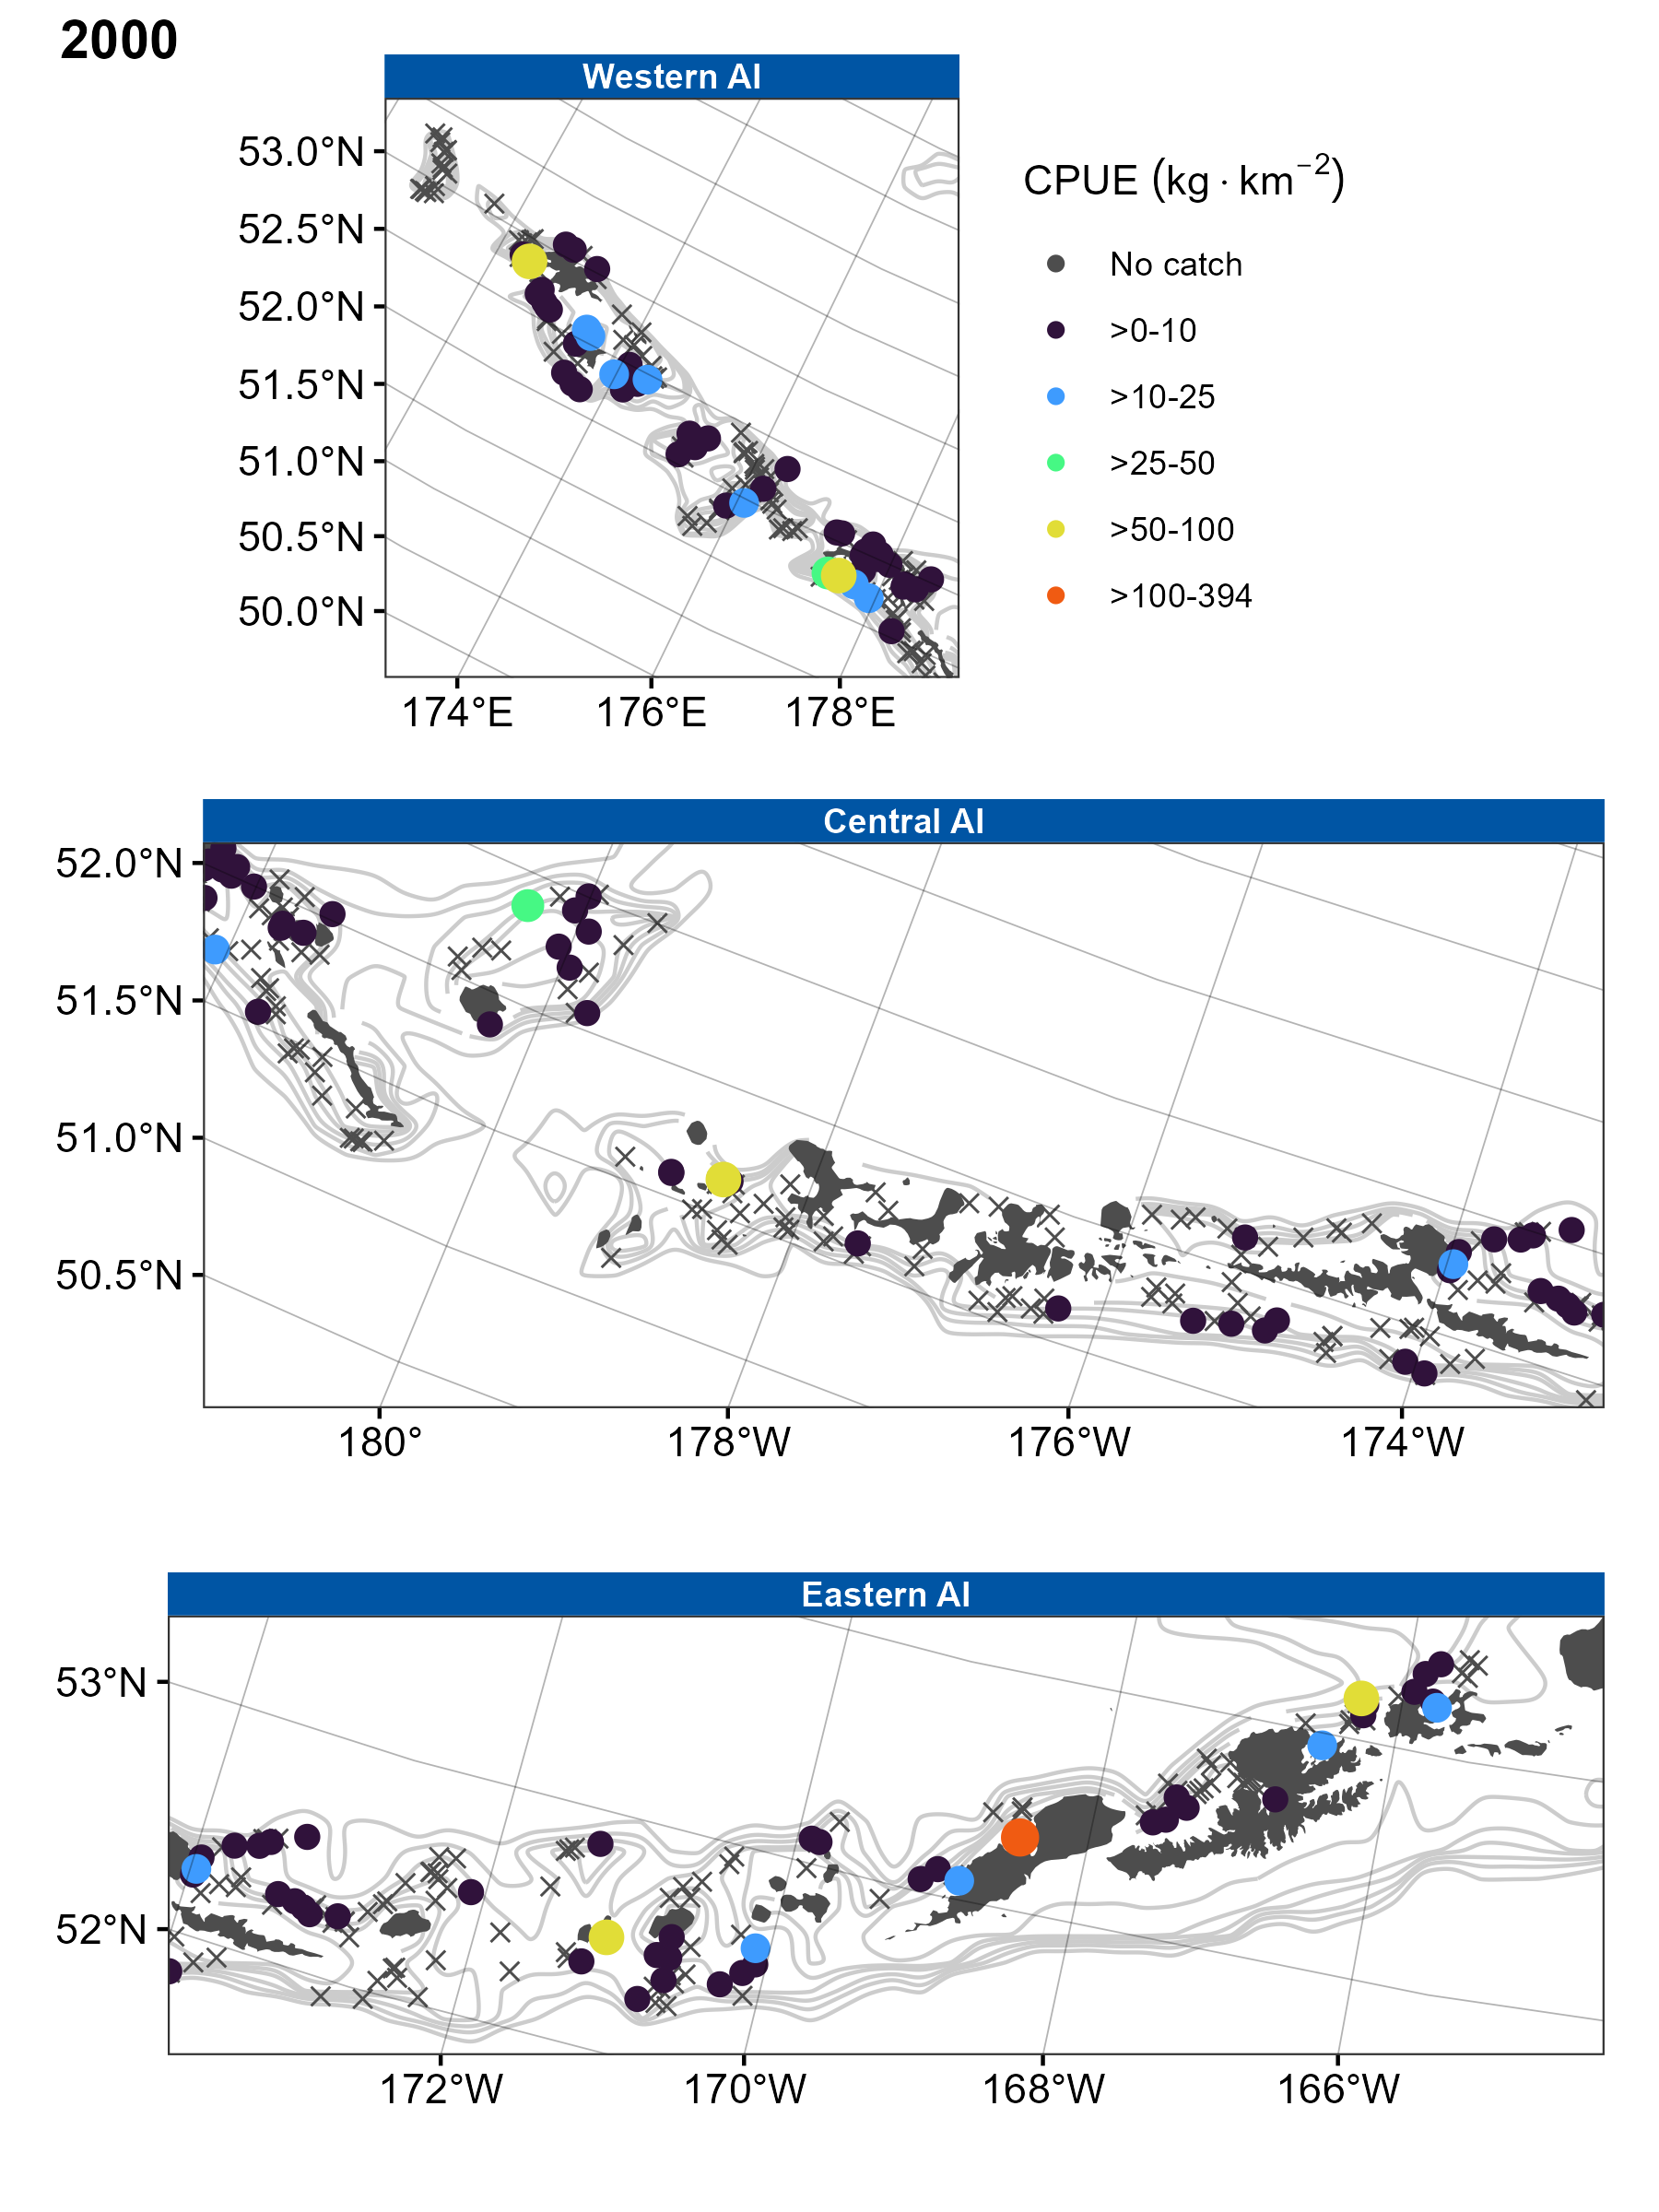 2000
Western AI
53.0°N
52.5°N
52.0°N
51.5°N
51.0°N
50.5°N
50.0°N
174°E 176°E 178°E
CPUE (kg · km⁻²)
No catch
>0-10
>10-25
>25-50
>50-100
>100-394
Central AI
52.0°N
51.5°N
51.0°N
50.5°N
180° 178°W 176°W 174°W
Eastern AI
53°N
52°N
172°W 170°W 168°W 166°W